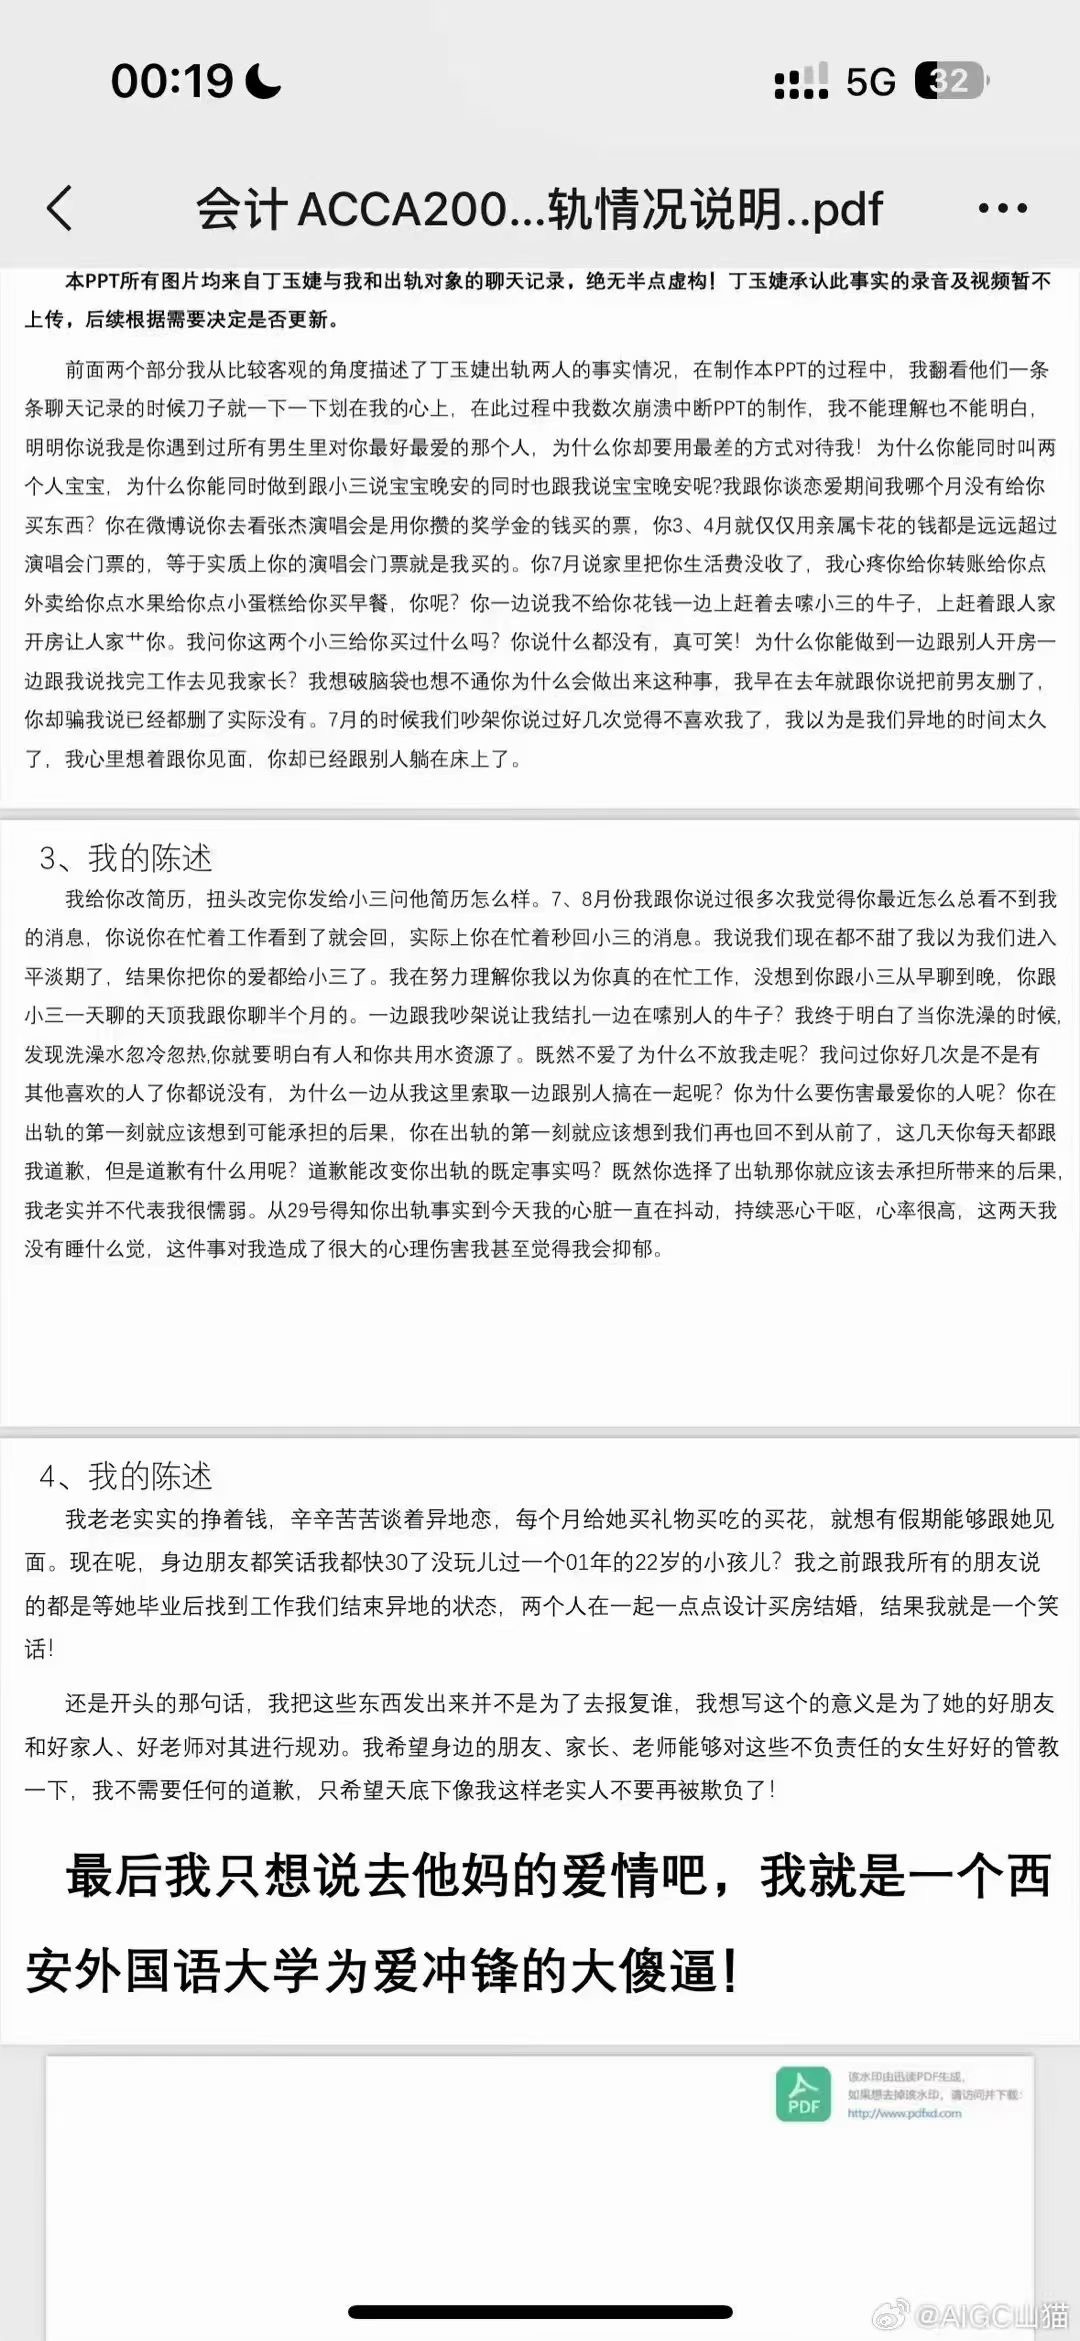 00:19
5G
32
会计ACCA200...轨情况说明..pdf
本PPT所有图片均来自丁玉婕与我和出轨对象的聊天记录，绝无半点虚构！丁玉婕承认此事实的录音及视频暂不
上传，后续根据需要决定是否更新。
前面两个部分我从比较客观的角度描述了丁玉婕出轨两人的事实情况，在制作本PPT的过程中，我翻看他们一条
条聊天记录的时候刀子就一下一下划在我的心上，在此过程中我数次崩溃中断PPT的制作，我不能理解也不能明白，
明明你说我是你遇到过所有男生里对你最好最爱的那个人，为什么你却要用最差的方式对待我！为什么你能同时叫两
个人宝宝，为什么你能同时做到跟小三说宝宝晚安的同时也跟我说宝宝晚安呢?我跟你谈恋爱期间我哪个月没有给你
买东西？你在微博说你去看张杰演唱会是用你攒的奖学金的钱买的票，你3、4月就仅仅用亲属卡花的钱都是远远超过
演唱会门票的，等于实质上你的演唱会门票就是我买的。你7月说家里把你生活费没收了，我心疼你给你转账给你点
外卖给你点水果给你点小蛋糕给你买早餐，你呢？你一边说我不给你花钱一边上赶着去嗦小三的牛子，上赶着跟人家
开房让人家艹你。我问你这两个小三给你买过什么吗？你说什么都没有，真可笑！为什么你能做到一边跟别人开房一
边跟我说找完工作去见我家长？我想破脑袋也想不通你为什么会做出来这种事，我早在去年就跟你说把前男友删了，
你却骗我说已经都删了实际没有。7月的时候我们吵架你说过好几次觉得不喜欢我了，我以为是我们异地的时间太久
了，我心里想着跟你见面，你却已经跟别人躺在床上了。
3、我的陈述
我给你改简历，扭头改完你发给小三问他简历怎么样。7、8月份我跟你说过很多次我觉得你最近怎么总看不到我
的消息，你说你在忙着工作看到了就会回，实际上你在忙着秒回小三的消息。我说我们现在都不甜了我以为我们进入
平淡期了，结果你把你的爱都给小三了。我在努力理解你我以为你真的在忙工作，没想到你跟小三从早聊到晚，你跟
小三一天聊的天顶我跟你聊半个月的。一边跟我吵架说让我结扎一边在嗦别人的牛子？我终于明白了当你洗澡的时候,
发现洗澡水忽冷忽热,你就要明白有人和你共用水资源了。既然不爱了为什么不放我走呢？我问过你好几次是不是有
其他喜欢的人了你都说没有，为什么一边从我这里索取一边跟别人搞在一起呢？你为什么要伤害最爱你的人呢？你在
出轨的第一刻就应该想到可能承担的后果，你在出轨的第一刻就应该想到我们再也回不到从前了，这几天你每天都跟
我道歉，但是道歉有什么用呢？道歉能改变你出轨的既定事实吗？既然你选择了出轨那你就应该去承担所带来的后果，
我老实并不代表我很懦弱。从29号得知你出轨事实到今天我的心脏一直在抖动，持续恶心干呕，心率很高，这两天我
没有睡什么觉，这件事对我造成了很大的心理伤害我甚至觉得我会抑郁。
4、我的陈述
我老老实实的挣着钱，辛辛苦苦谈着异地恋，每个月给她买礼物买吃的买花，就想有假期能够跟她见
面。现在呢，身边朋友都笑话我都快30了没玩儿过一个01年的22岁的小孩儿？我之前跟我所有的朋友说
的都是等她毕业后找到工作我们结束异地的状态，两个人在一起一点点设计买房结婚，结果我就是一个笑
话！
还是开头的那句话，我把这些东西发出来并不是为了去报复谁，我想写这个的意义是为了她的好朋友
和好家人、好老师对其进行规劝。我希望身边的朋友、家长、老师能够对这些不负责任的女生好好的管教
一下，我不需要任何的道歉，只希望天底下像我这样老实人不要再被欺负了！
最后我只想说去他妈的爱情吧，我就是一个西
安外国语大学为爱冲锋的大傻逼！
PDF
该水印由迅读PDF生成，
如果想去掉该水印，请访问并下载：
http://www.pdfxd.com
@AIGC山猫